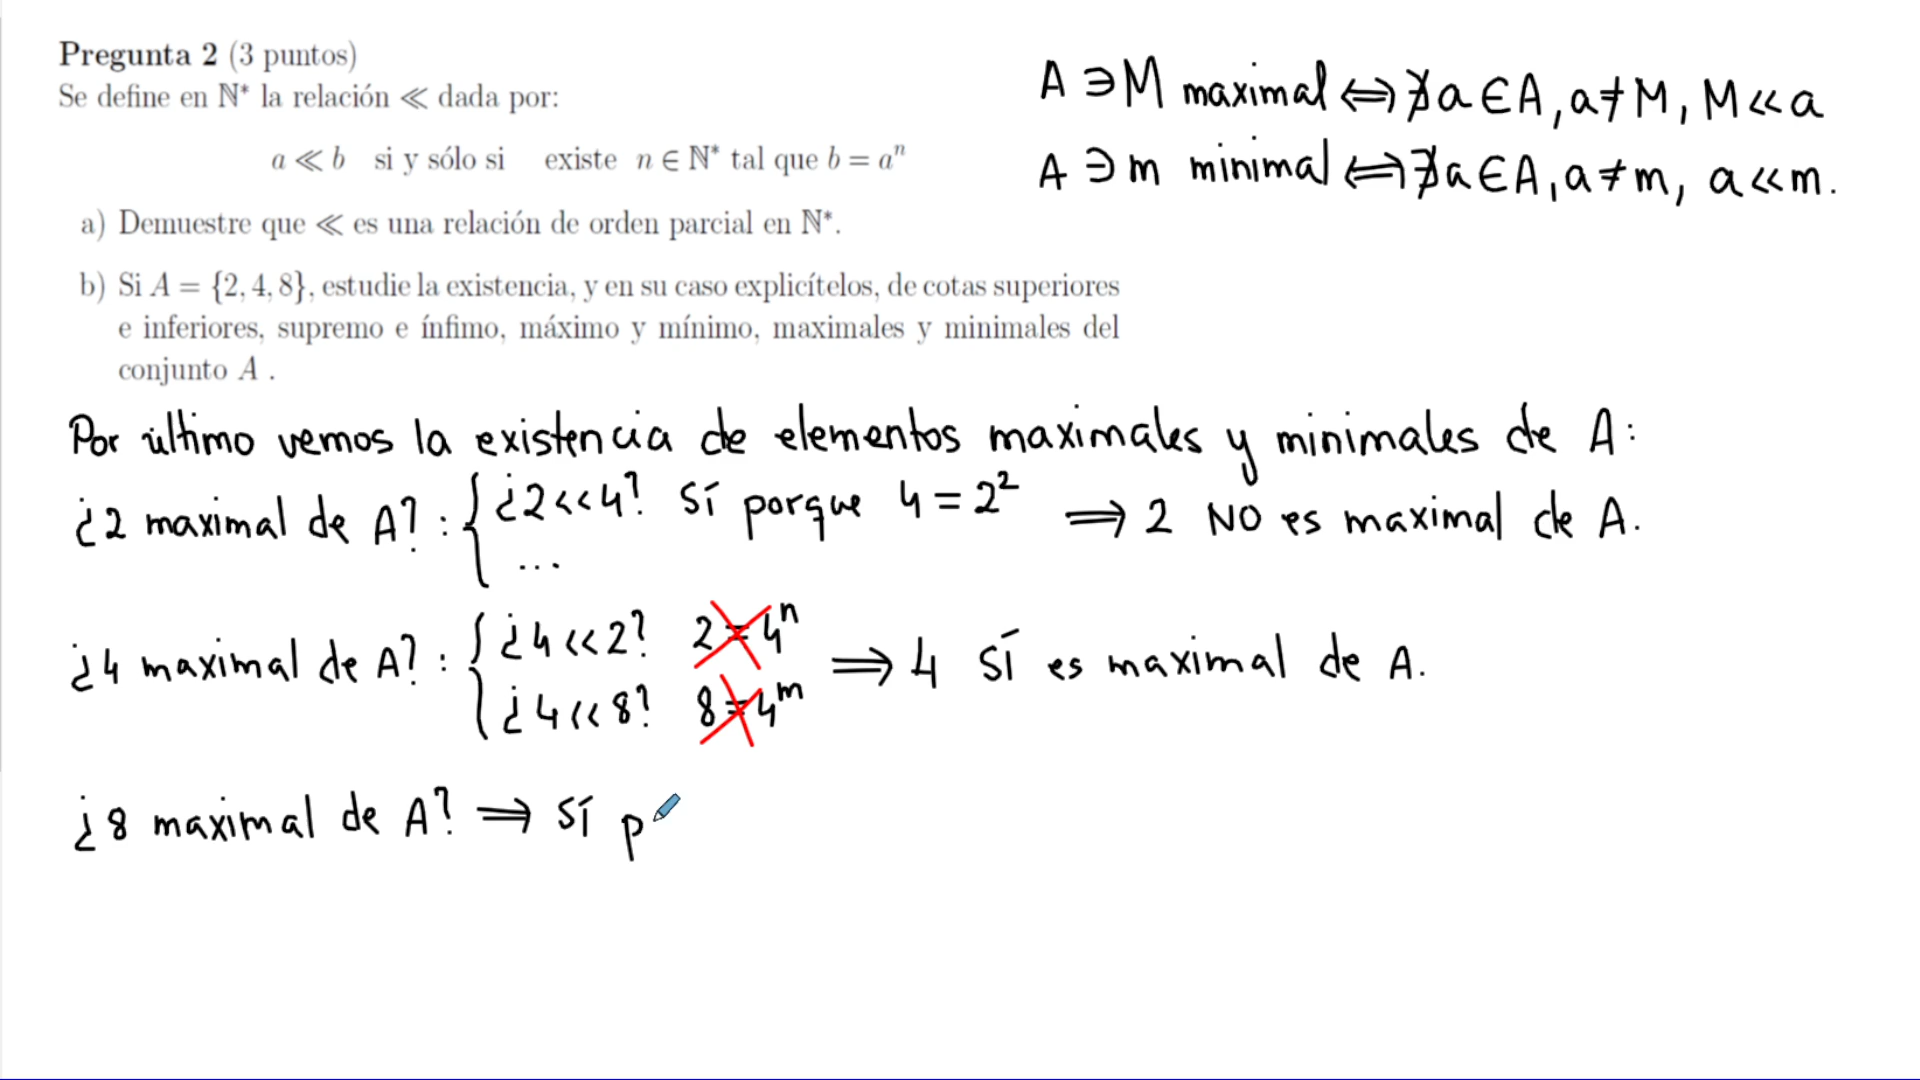 Pregunta 2 (3 puntos)
Se define en ℕ* la relación ≪ dada por:
a ≪ b si y sólo si existe n ∈ ℕ* tal que b = aⁿ
a) Demuestre que ≪ es una relación de orden parcial en ℕ*.
b) Si A = {2, 4, 8}, estudie la existencia, y en su caso explicítelos, de cotas superiores
e inferiores, supremo e ínfimo, máximo y mínimo, maximales y minimales del
conjunto A .
A ∋ M maximal ⟺ ∄ a ∈ A, a ≠ M, M ≪ a
A ∋ m minimal ⟺ ∄ a ∈ A, a ≠ m, a ≪ m.
Por último vemos la existencia de elementos maximales y minimales de A:
¿2 maximal de A? : { ¿2 ≪ 4? SÍ porque 4 = 2² ⟹ 2 NO es maximal de A.
...
¿4 maximal de A? : { ¿4 ≪ 2? 2 = 4ⁿ ⟹ 4 SÍ es maximal de A.
¿4 ≪ 8? 8 = 4ᵐ
¿8 maximal de A? ⟹ SÍ p